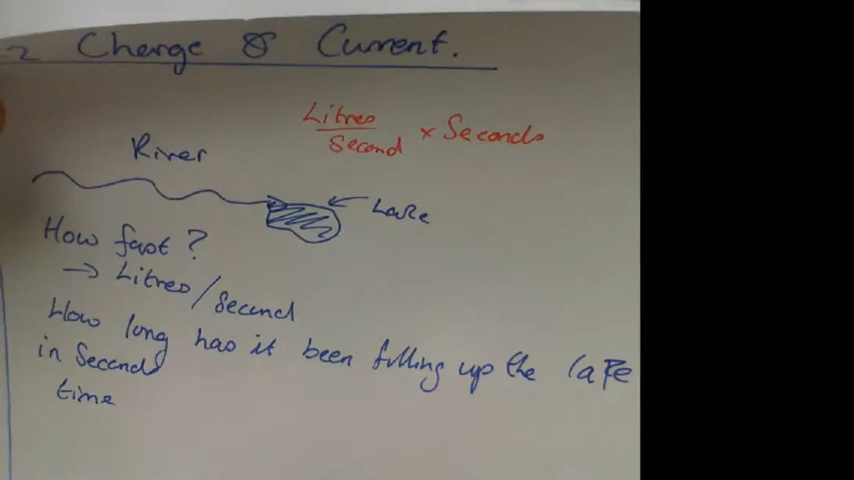 2 Charge & Current.
Litres
Second × Seconds
River
Lake
How fast?
→ Litres/second
How long has it been filling up the lake
in Seconds
time